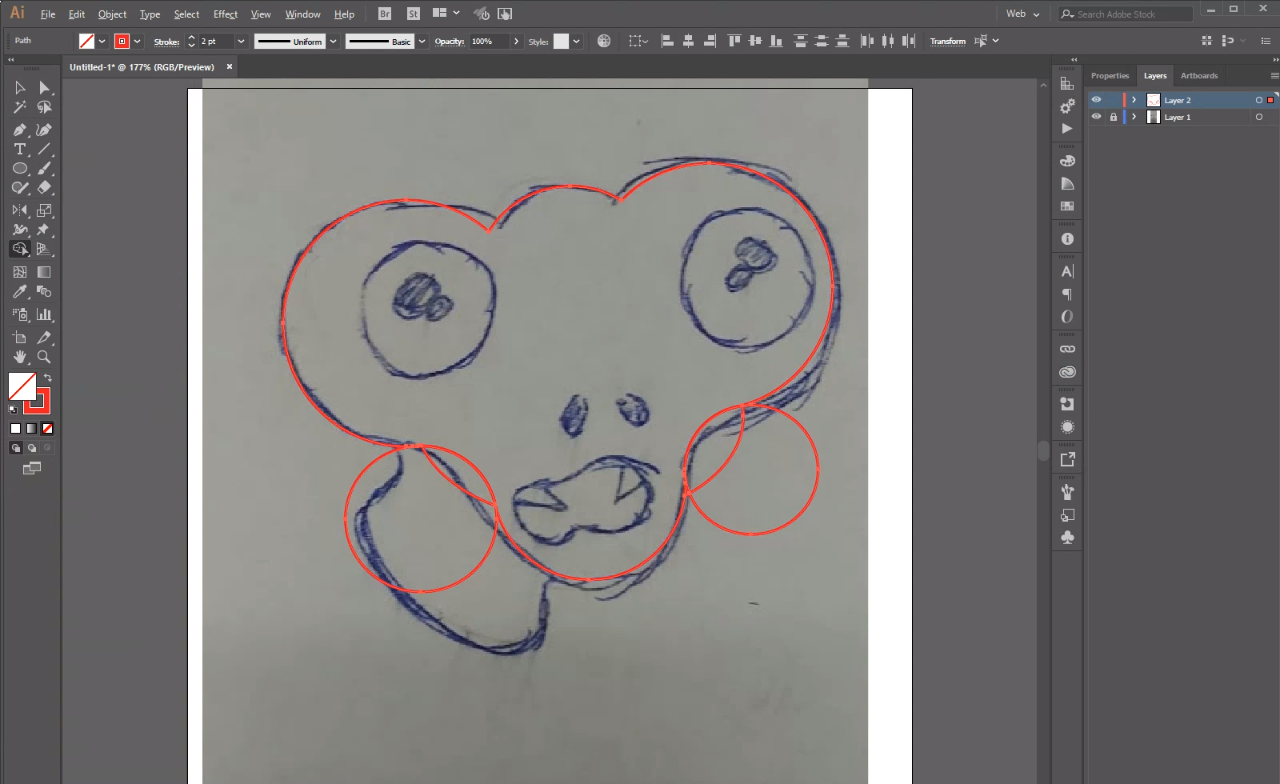 Ai File Edit Object Type Select Effect View Window Help Br St Web Search Adobe Stock
Path Stroke: 2 pt Uniform Basic Opacity: 100% Style: Transform
Untitled-1* @ 177% (RGB/Preview) ×
Properties Layers Artboards
Layer 2
Layer 1